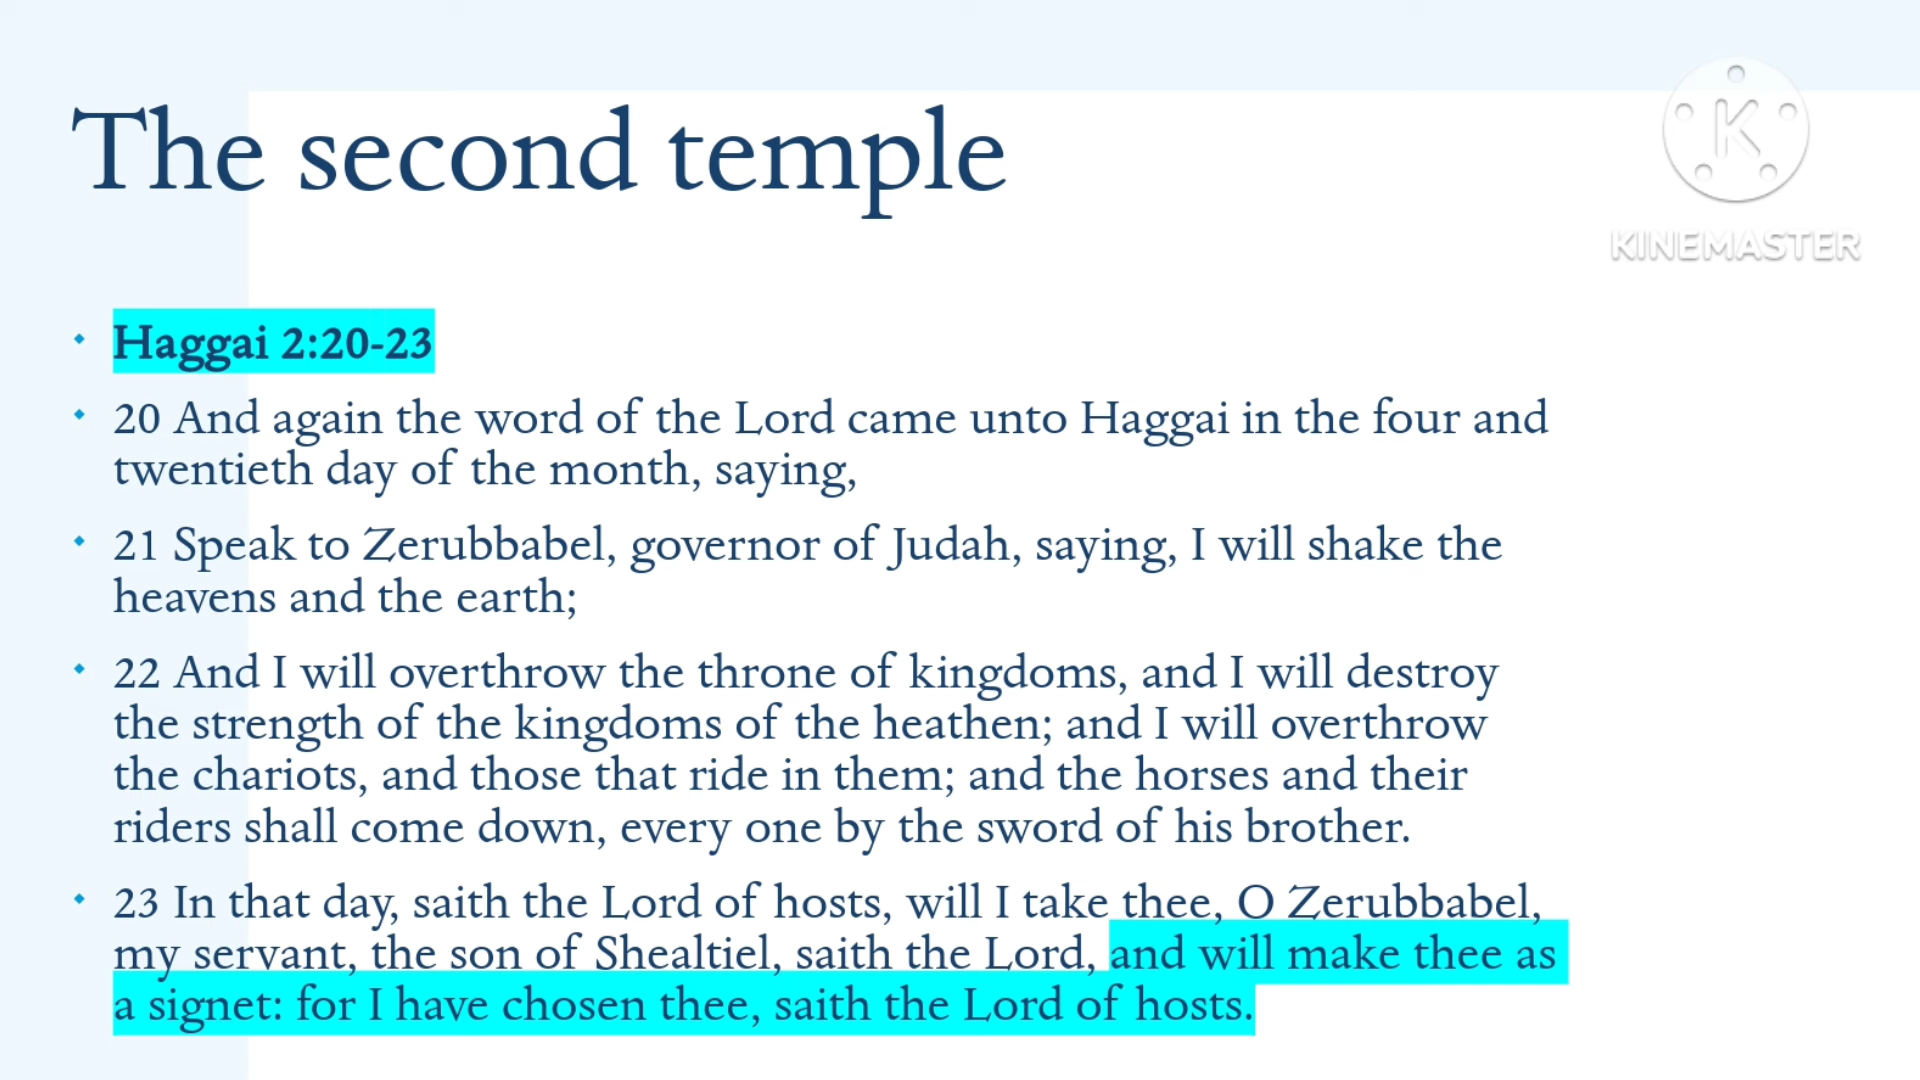 The second temple
K
KINEMASTER
Haggai 2:20-23
20 And again the word of the Lord came unto Haggai in the four and
twentieth day of the month, saying,
21 Speak to Zerubbabel, governor of Judah, saying, I will shake the
heavens and the earth;
22 And I will overthrow the throne of kingdoms, and I will destroy
the strength of the kingdoms of the heathen; and I will overthrow
the chariots, and those that ride in them; and the horses and their
riders shall come down, every one by the sword of his brother.
23 In that day, saith the Lord of hosts, will I take thee, O Zerubbabel,
my servant, the son of Shealtiel, saith the Lord, and will make thee as
a signet: for I have chosen thee, saith the Lord of hosts.